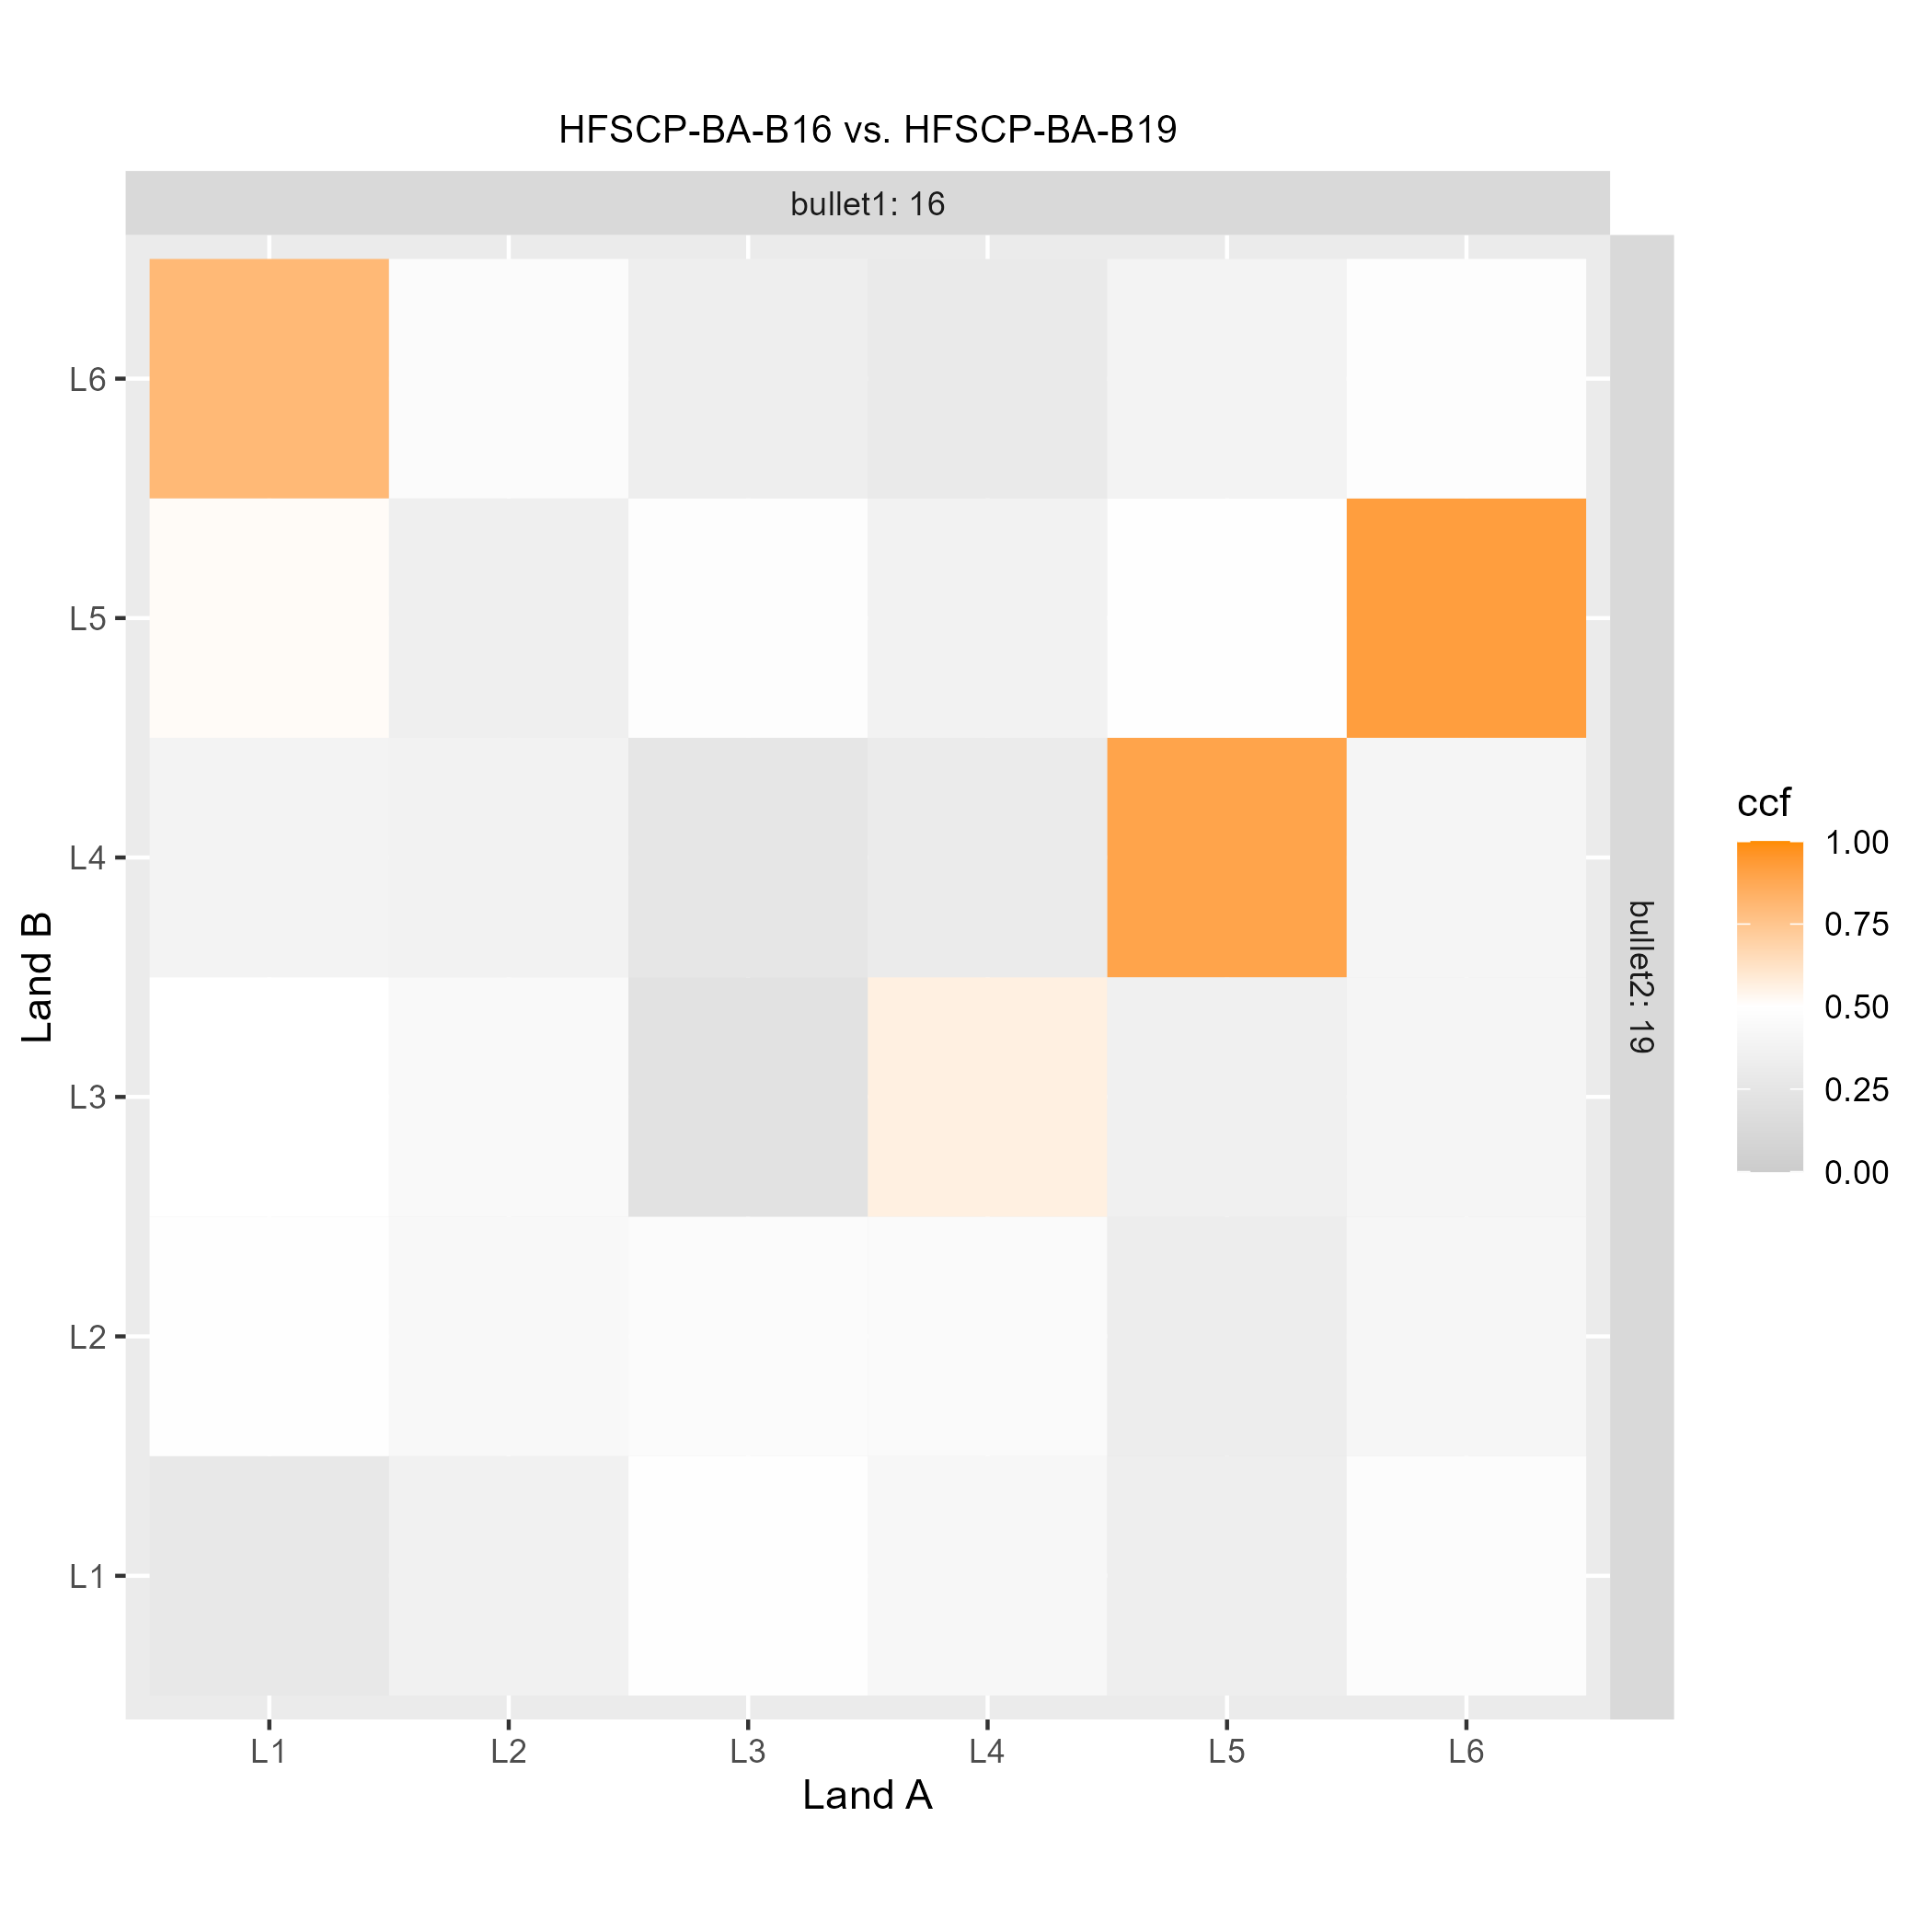 HFSCP-BA-B16 vs. HFSCP-BA-B19
bullet1: 16
L6
L5
L4
L3
L2
L1
Land B
bullet2: 19
L1 L2 L3 L4 L5 L6
Land A
ccf
1.00
0.75
0.50
0.25
0.00